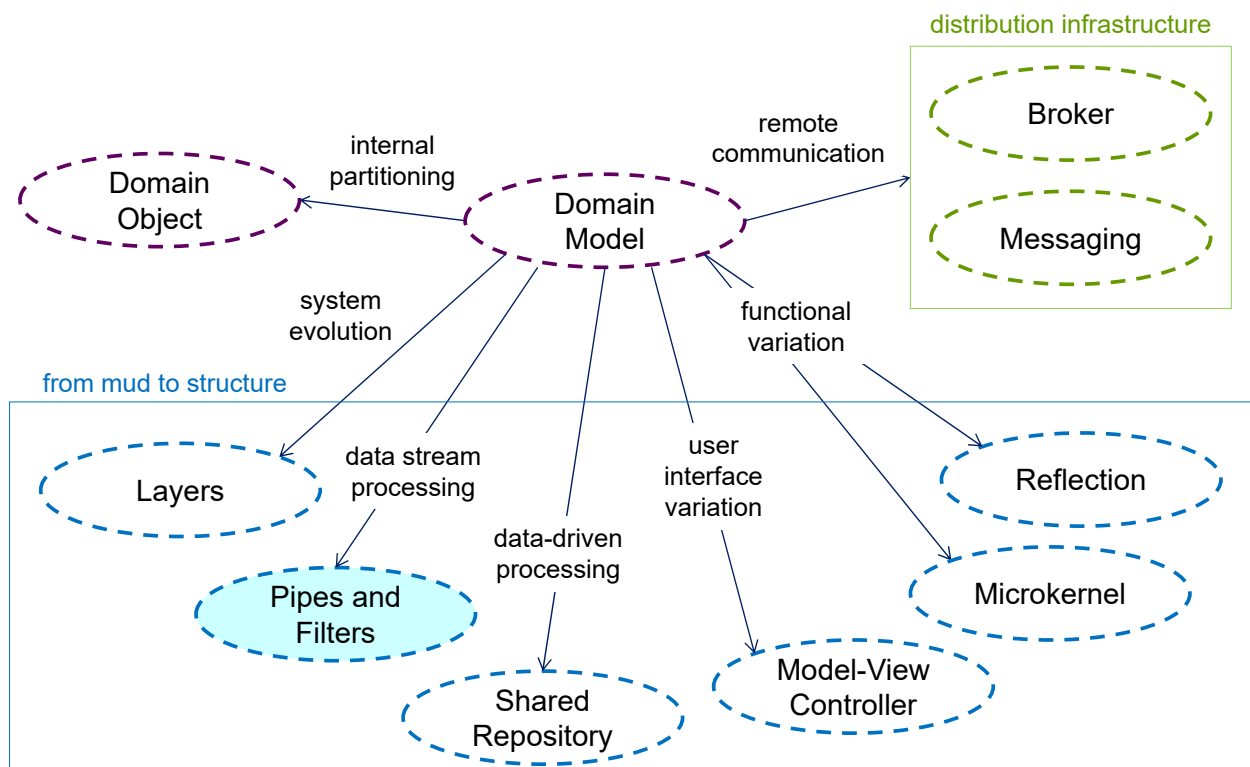 distribution infrastructure
Broker
remote
communication
internal
partitioning
Domain
Object
Domain
Model
Messaging
system
evolution
functional
variation
from mud to structure
Layers
data stream
processing
user
interface
variation
Reflection
data-driven
processing
Pipes and
Filters
Microkernel
Model-View
Controller
Shared
Repository